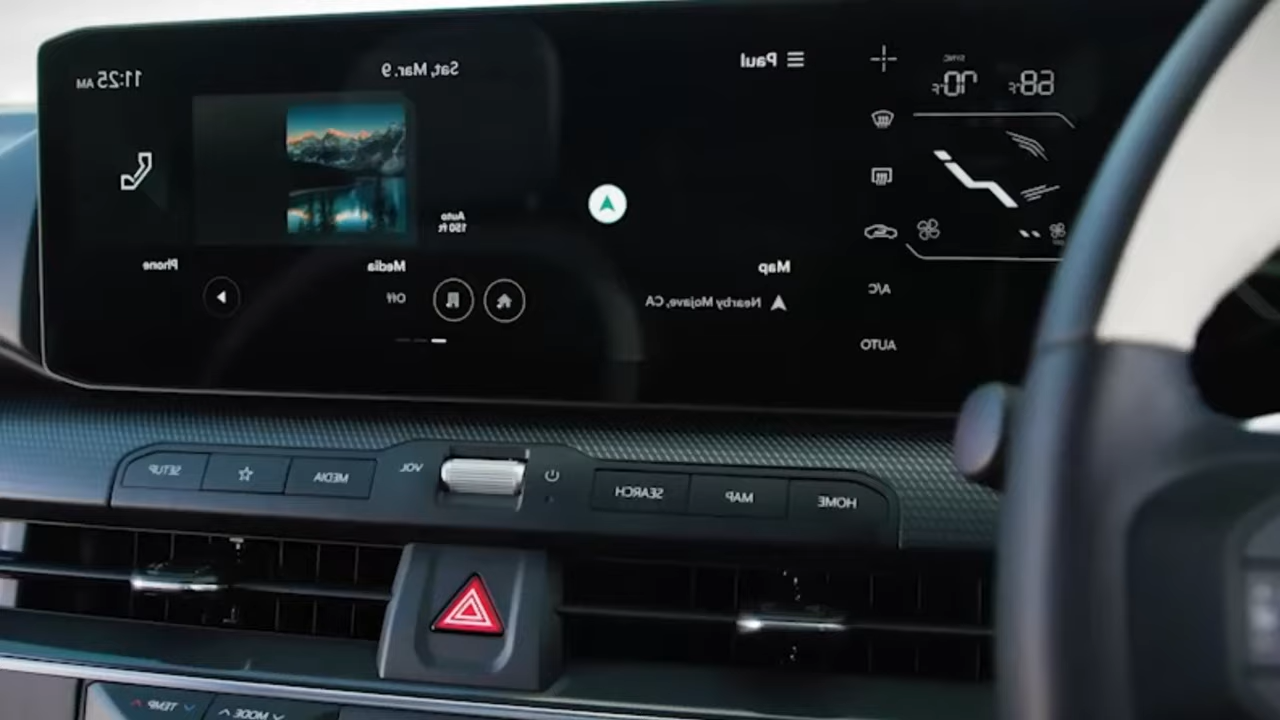 68°F
SYNC
70°F
Paul
Sat, Mar. 9
11:25 AM
Auto
150 ft
Map
Nearby Mojave, CA
Media
Off
Phone
A/C
AUTO
HOME
MAP
SEARCH
VOL
MEDIA
SETUP
MODE
TEMP